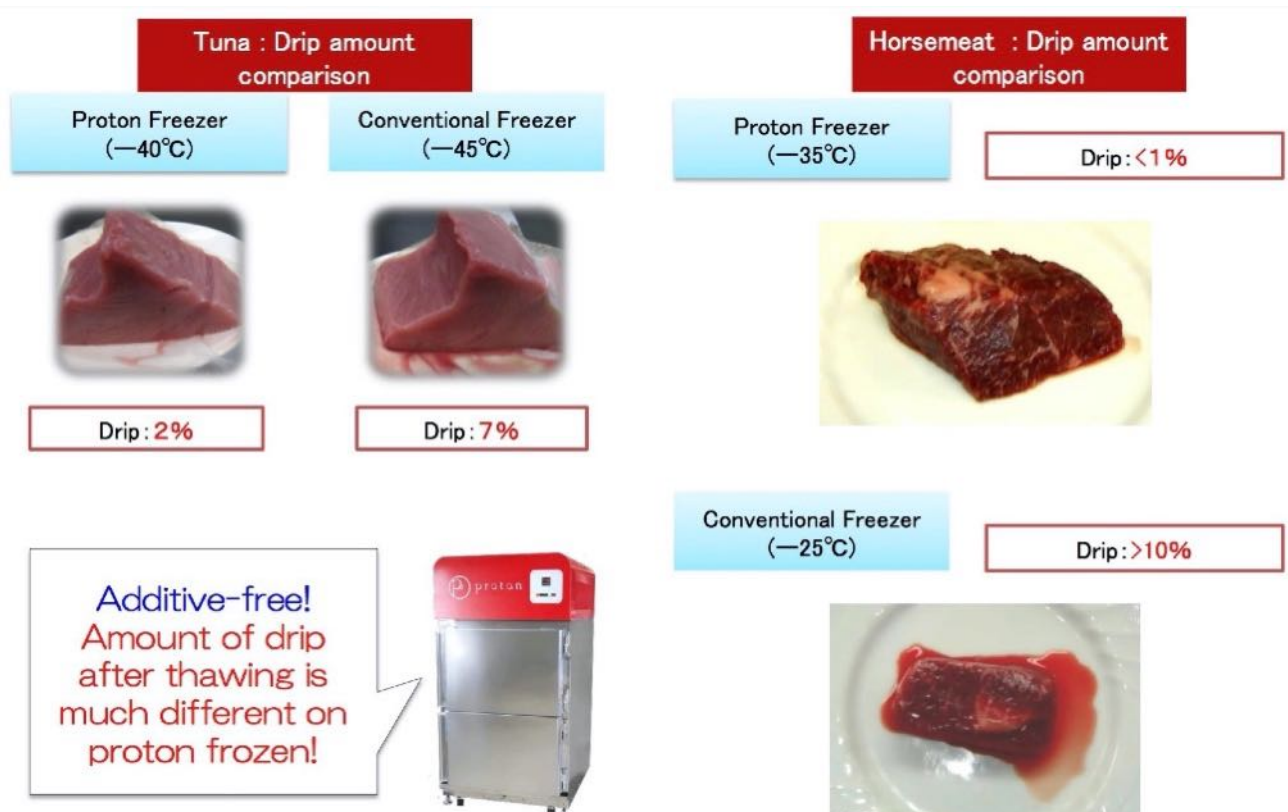 Tuna : Drip amount
comparison
Proton Freezer
(—40℃)
Conventional Freezer
(—45℃)
Drip : 2%
Drip : 7%
Additive-free!
Amount of drip
after thawing is
much different on
proton frozen!
proton
Horsemeat : Drip amount
comparison
Proton Freezer
(—35℃)
Drip : <1%
Conventional Freezer
(—25℃)
Drip : >10%